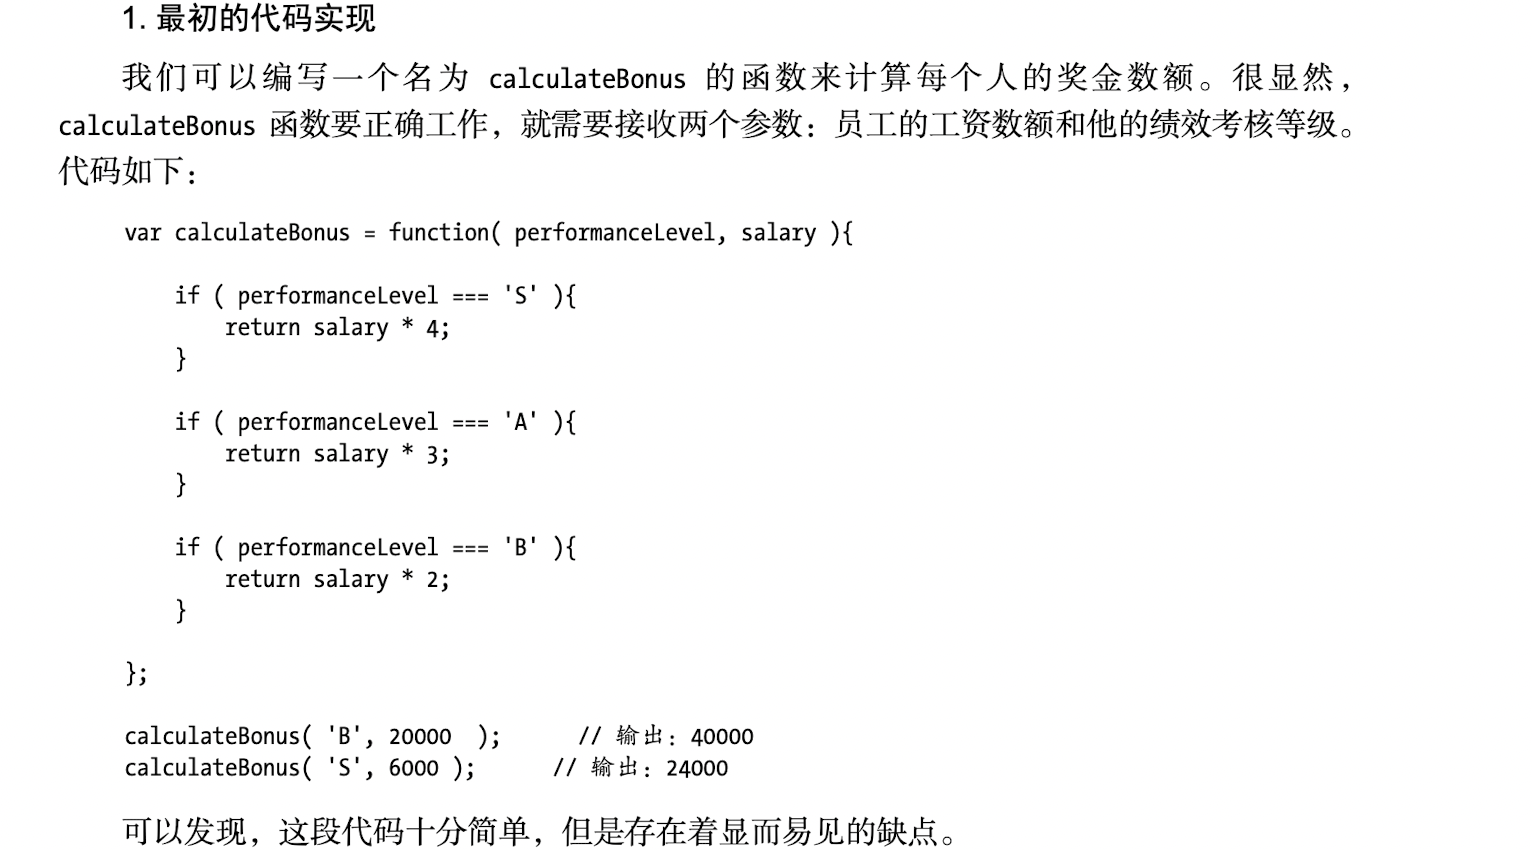 1. 最初的代码实现
我们可以编写一个名为 calculateBonus 的函数来计算每个人的奖金数额。很显然，
calculateBonus 函数要正确工作，就需要接收两个参数：员工的工资数额和他的绩效考核等级。
代码如下：
var calculateBonus = function( performanceLevel, salary ){
if ( performanceLevel === 'S' ){
return salary * 4;
}
if ( performanceLevel === 'A' ){
return salary * 3;
}
if ( performanceLevel === 'B' ){
return salary * 2;
}
};
calculateBonus( 'B', 20000 ); // 输出：40000
calculateBonus( 'S', 6000 ); // 输出：24000
可以发现，这段代码十分简单，但是存在着显而易见的缺点。